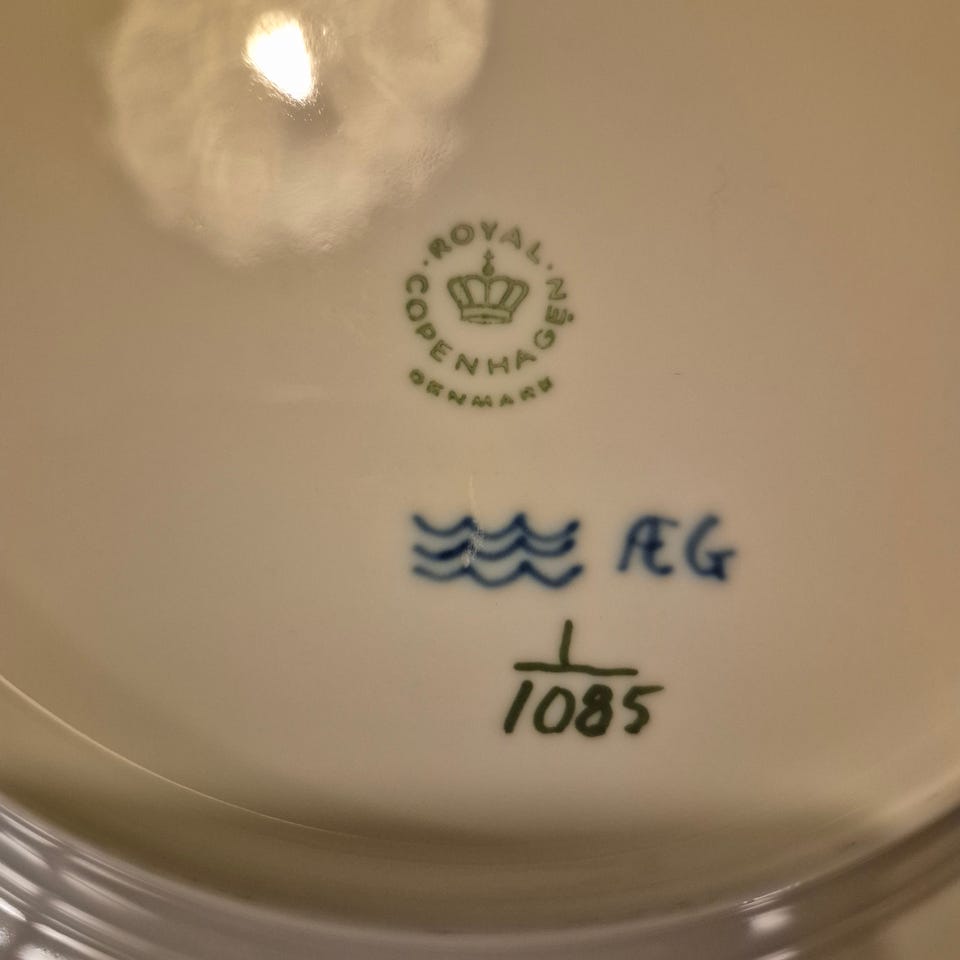 ROYAL
COPENHAGEN
DENMARK
ÆG
1
1085